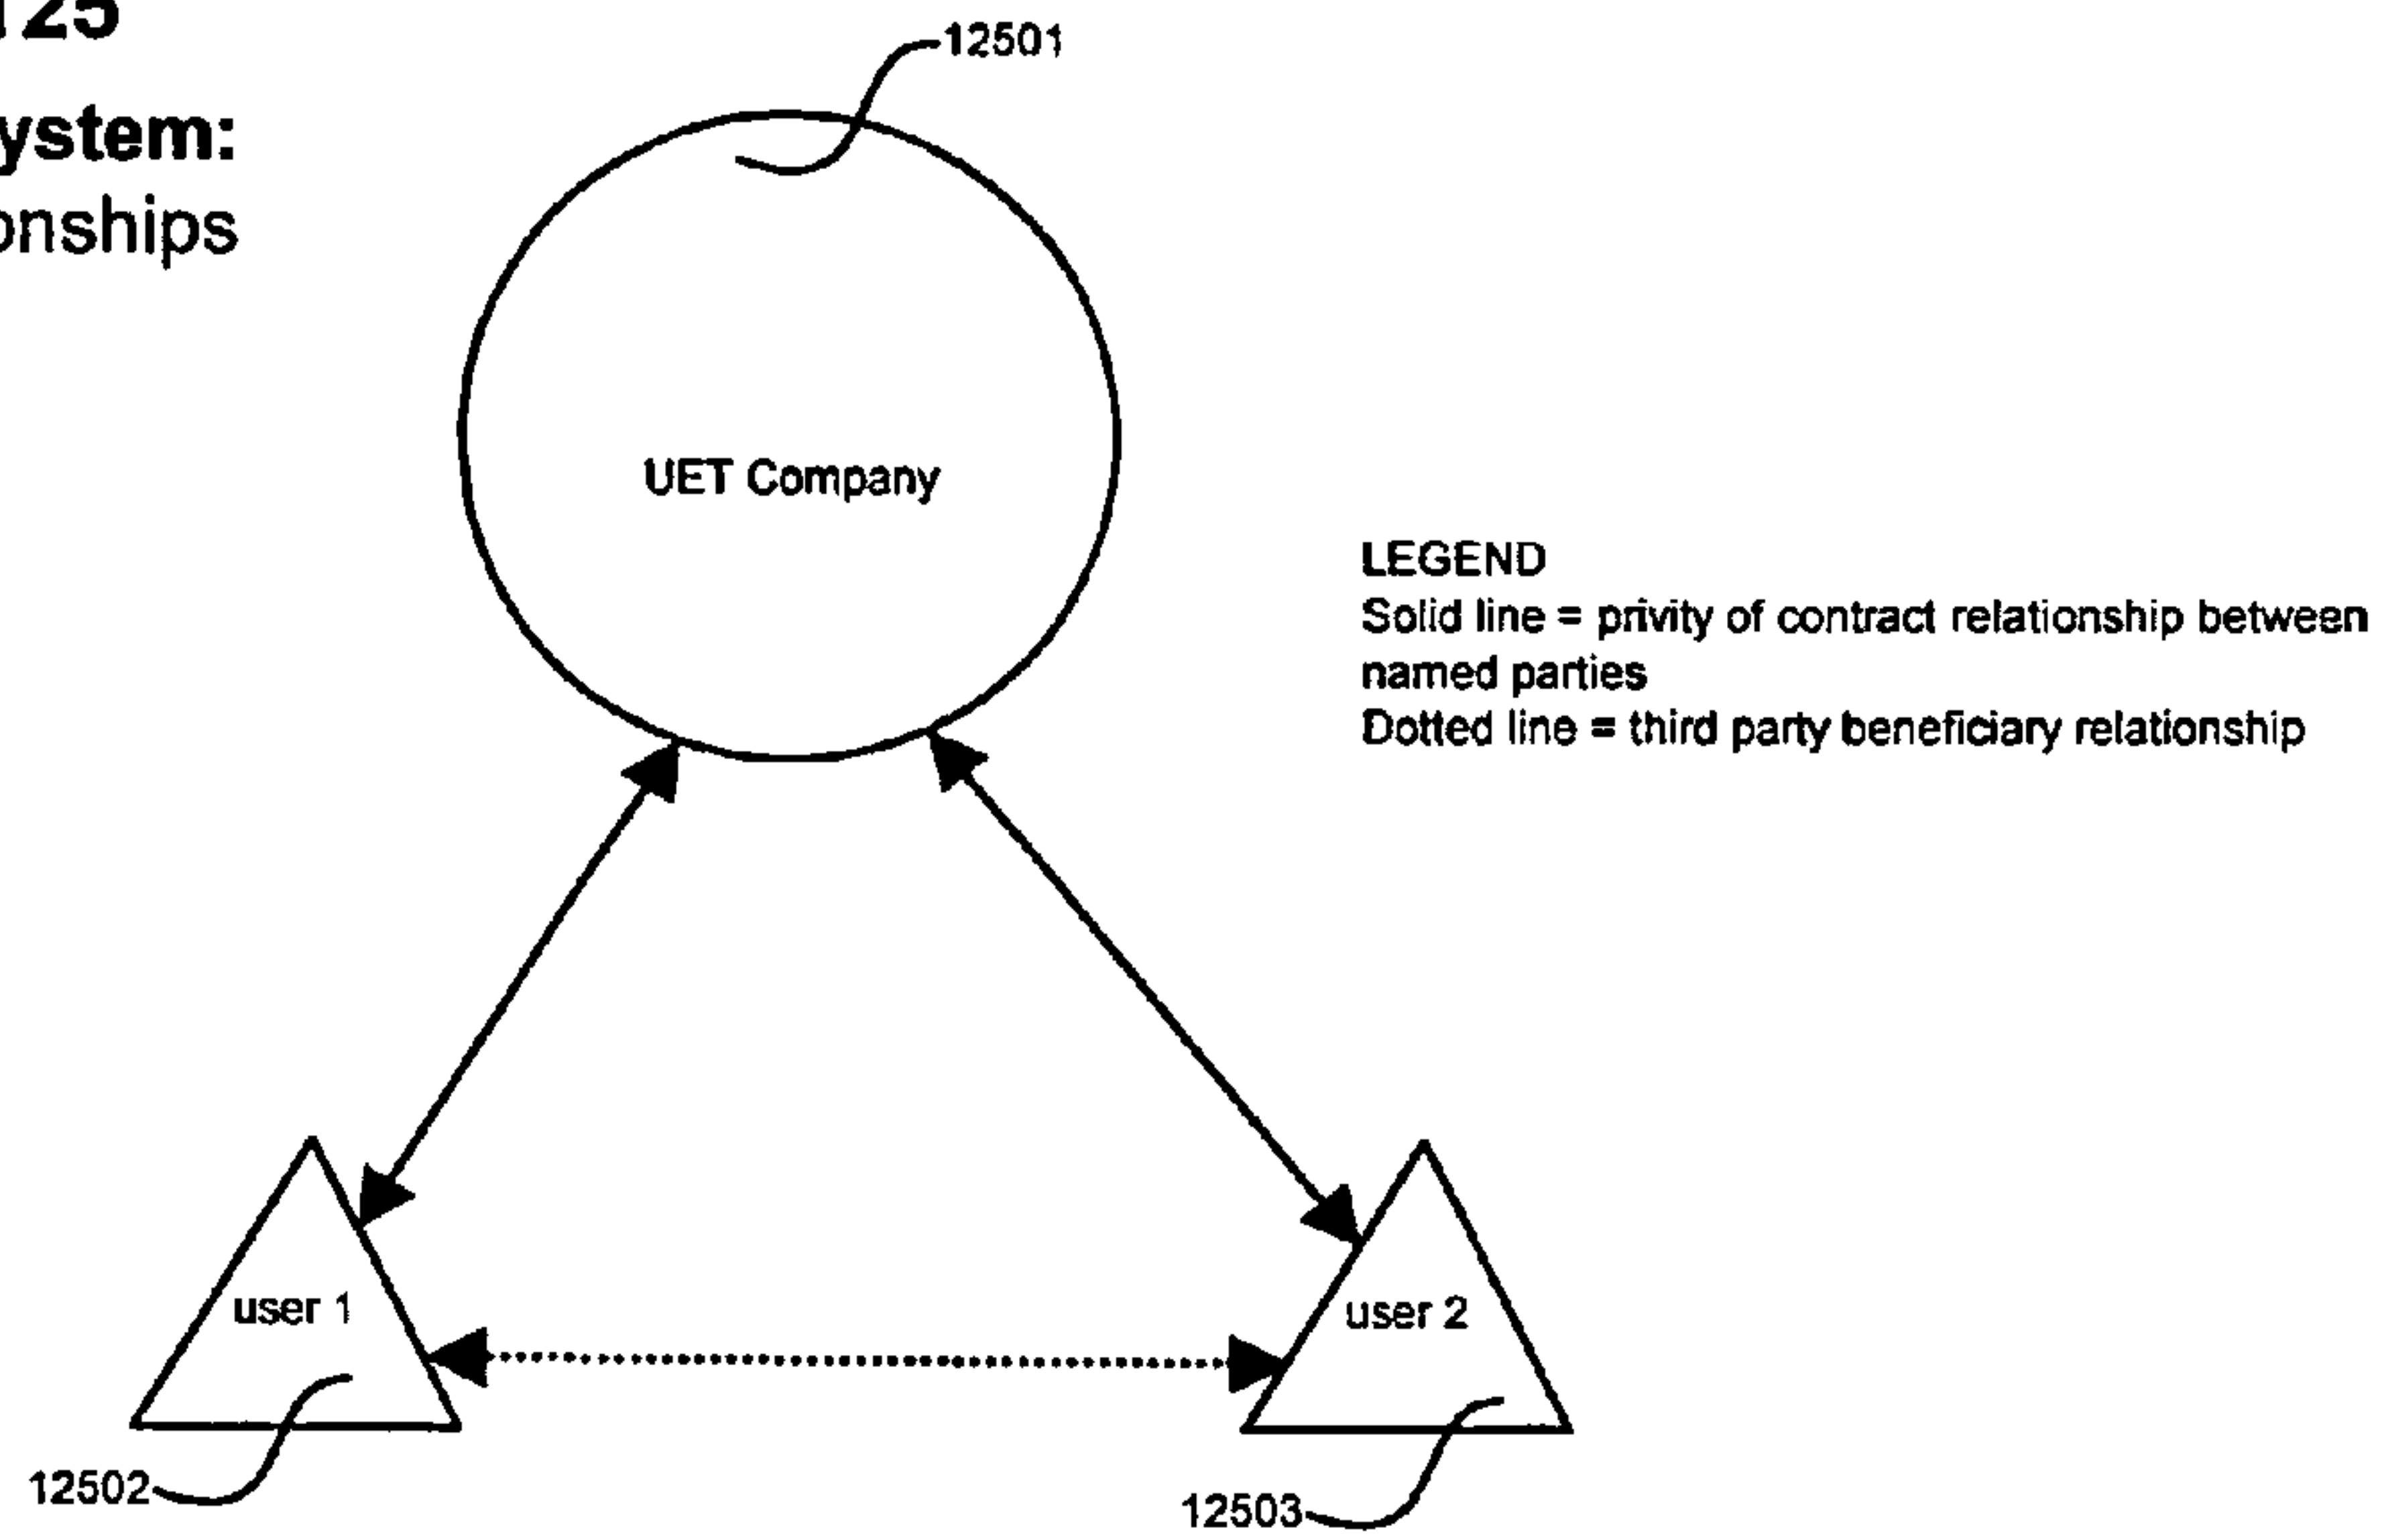 125
ystem:
onships
12501
UET Company
LEGEND
Solid line = privity of contract relationship between
named parties
Dotted line = third party beneficiary relationship
user 1
user 2
12502
12503